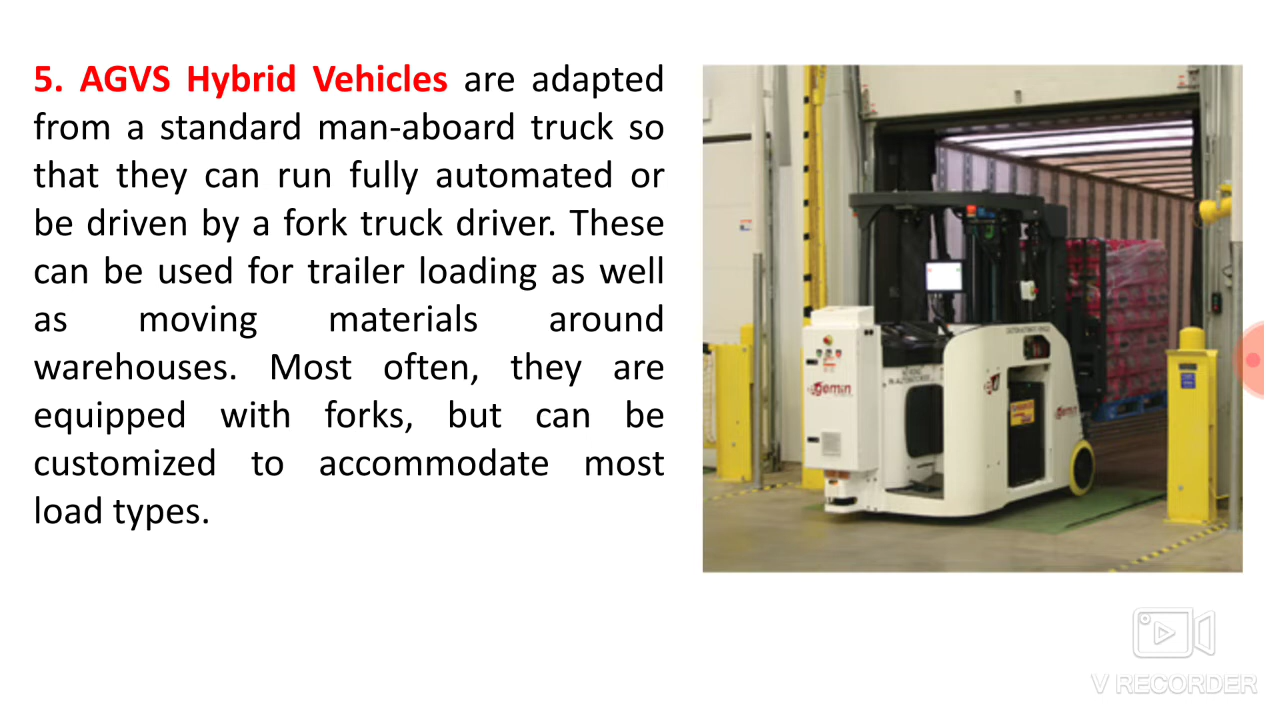 5. AGVS Hybrid Vehicles are adapted
from a standard man-aboard truck so
that they can run fully automated or
be driven by a fork truck driver. These
can be used for trailer loading as well
as moving materials around
warehouses. Most often, they are
equipped with forks, but can be
customized to accommodate most
load types.
egemin
egemin
V RECORDER